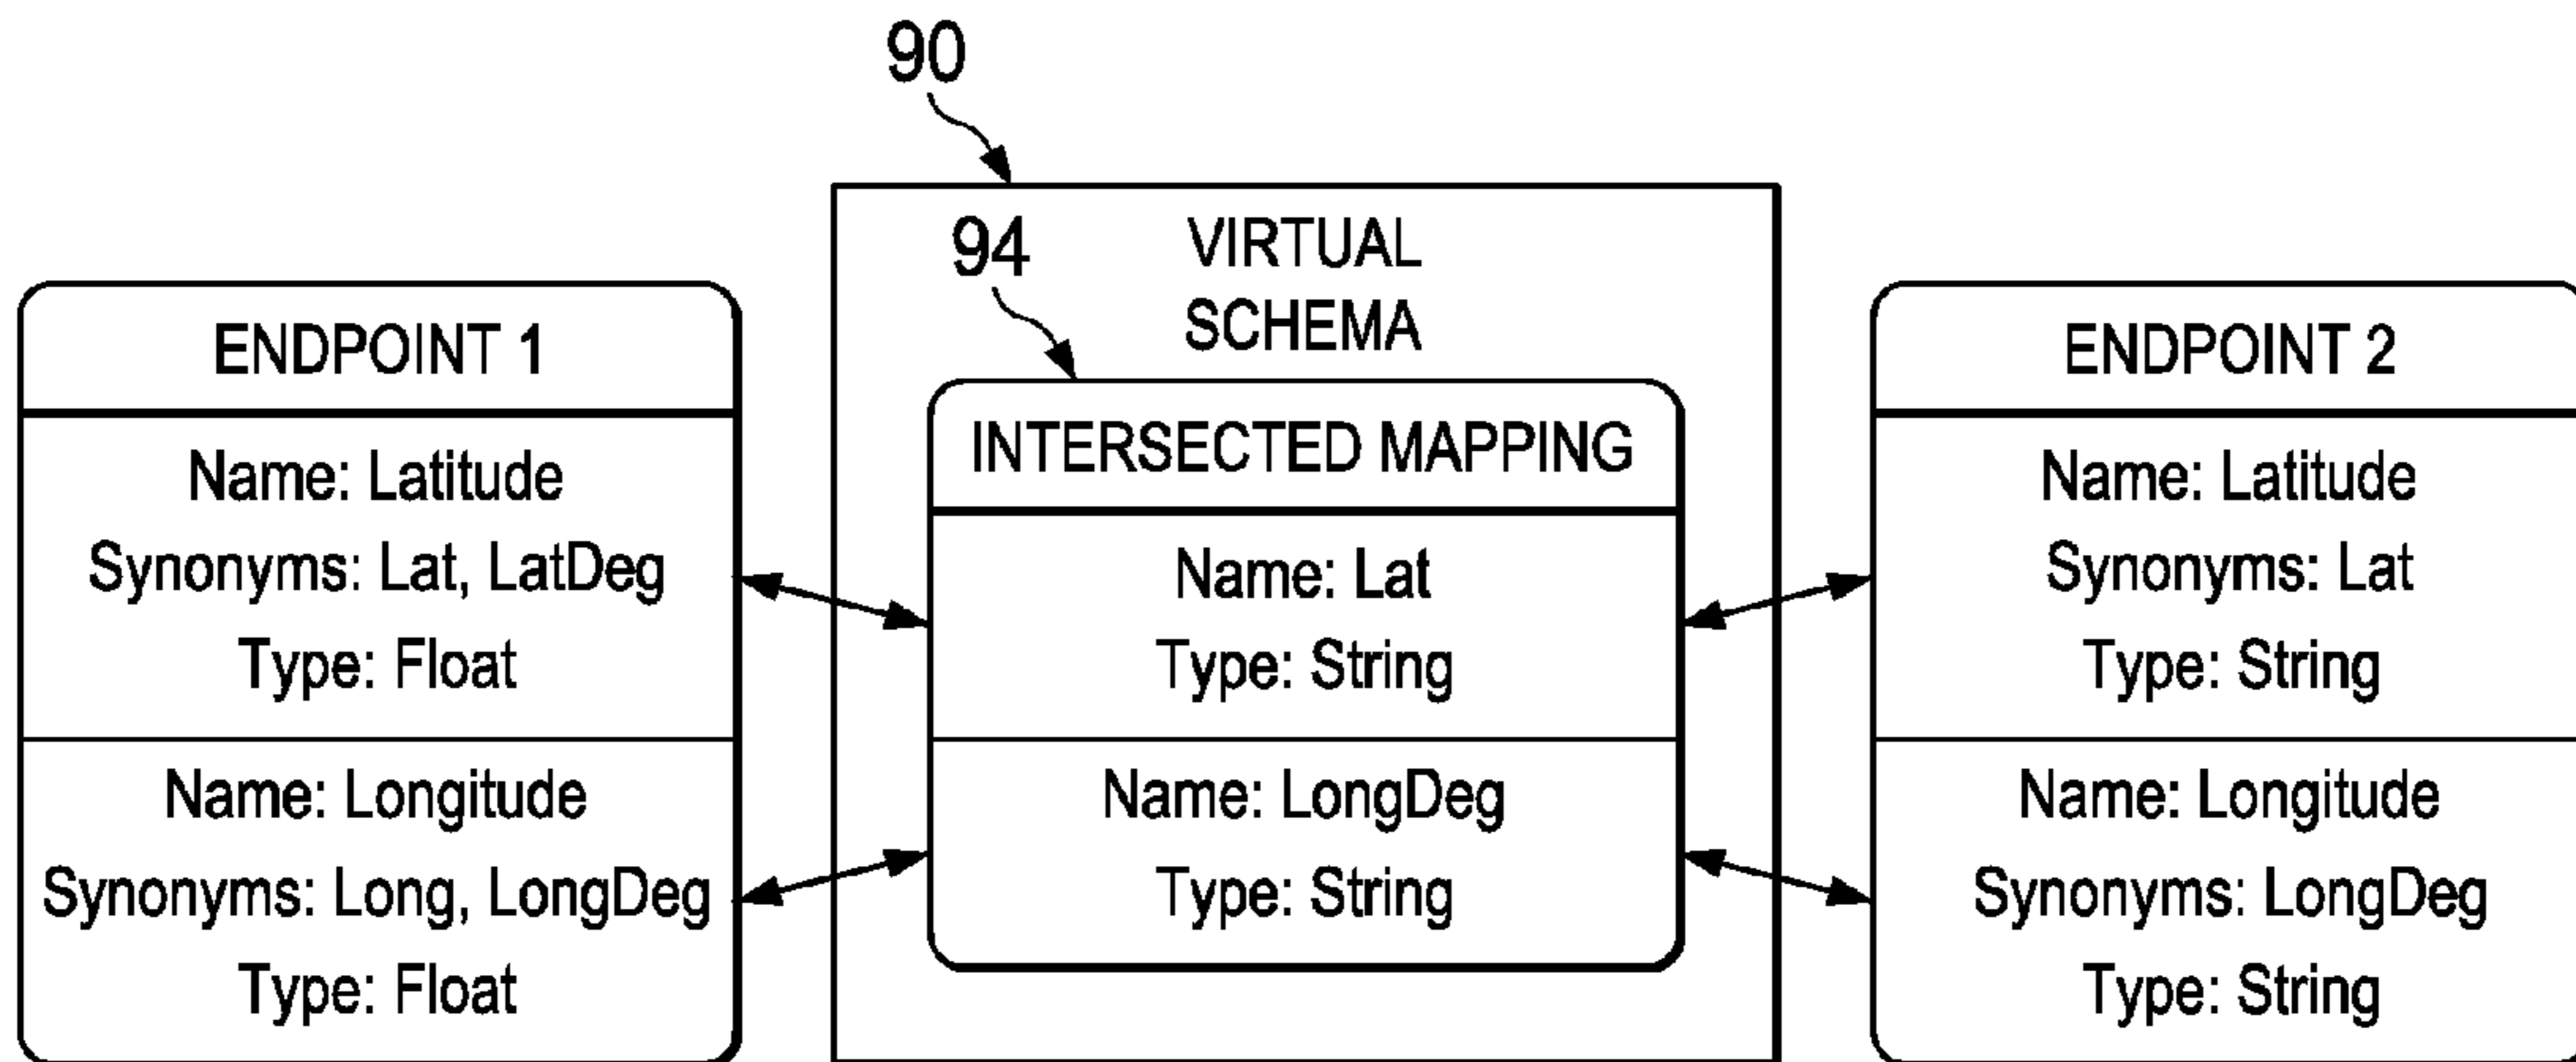 90
94
VIRTUAL
SCHEMA
ENDPOINT 1
Name: Latitude
Synonyms: Lat, LatDeg
Type: Float
Name: Longitude
Synonyms: Long, LongDeg
Type: Float
INTERSECTED MAPPING
Name: Lat
Type: String
Name: LongDeg
Type: String
ENDPOINT 2
Name: Latitude
Synonyms: Lat
Type: String
Name: Longitude
Synonyms: LongDeg
Type: String